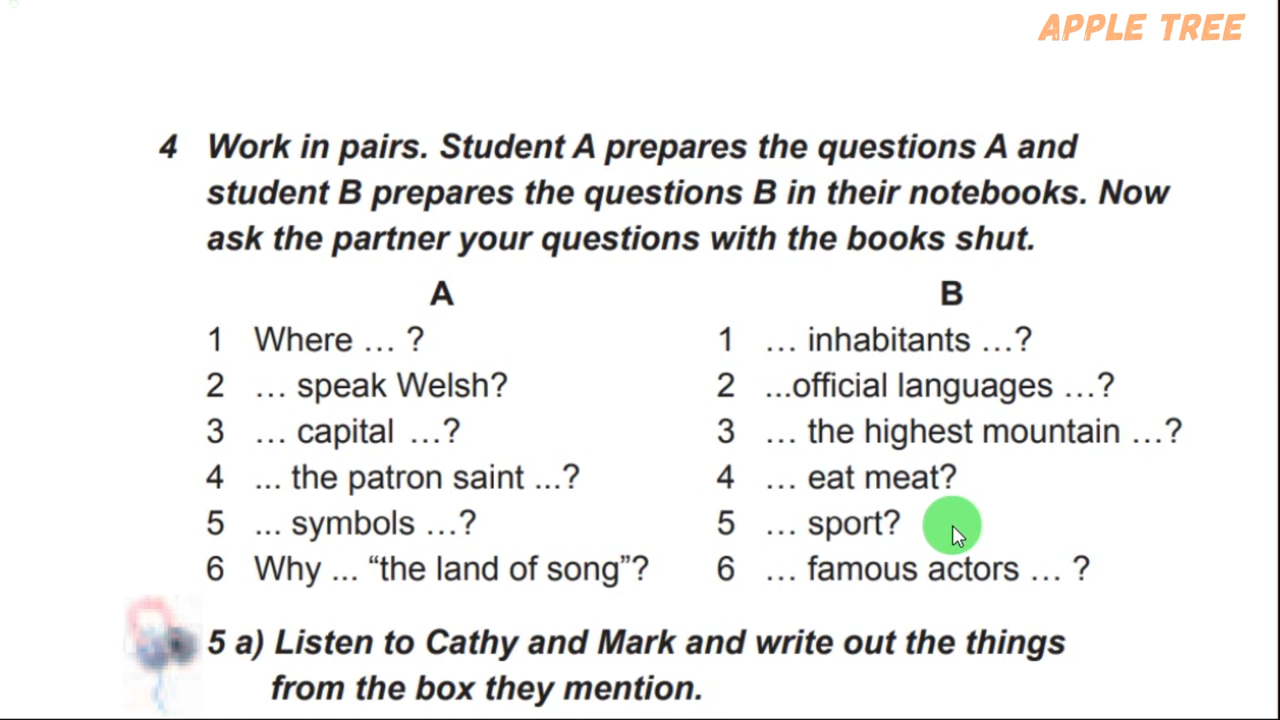 APPLE TREE
4 Work in pairs. Student A prepares the questions A and
student B prepares the questions B in their notebooks. Now
ask the partner your questions with the books shut.
A
1 Where … ?
2 … speak Welsh?
3 … capital …?
4 ... the patron saint ...?
5 ... symbols …?
6 Why ... “the land of song”?
B
1 … inhabitants …?
2 ...official languages …?
3 … the highest mountain …?
4 … eat meat?
5 … sport?
6 … famous actors … ?
5 a) Listen to Cathy and Mark and write out the things
from the box they mention.